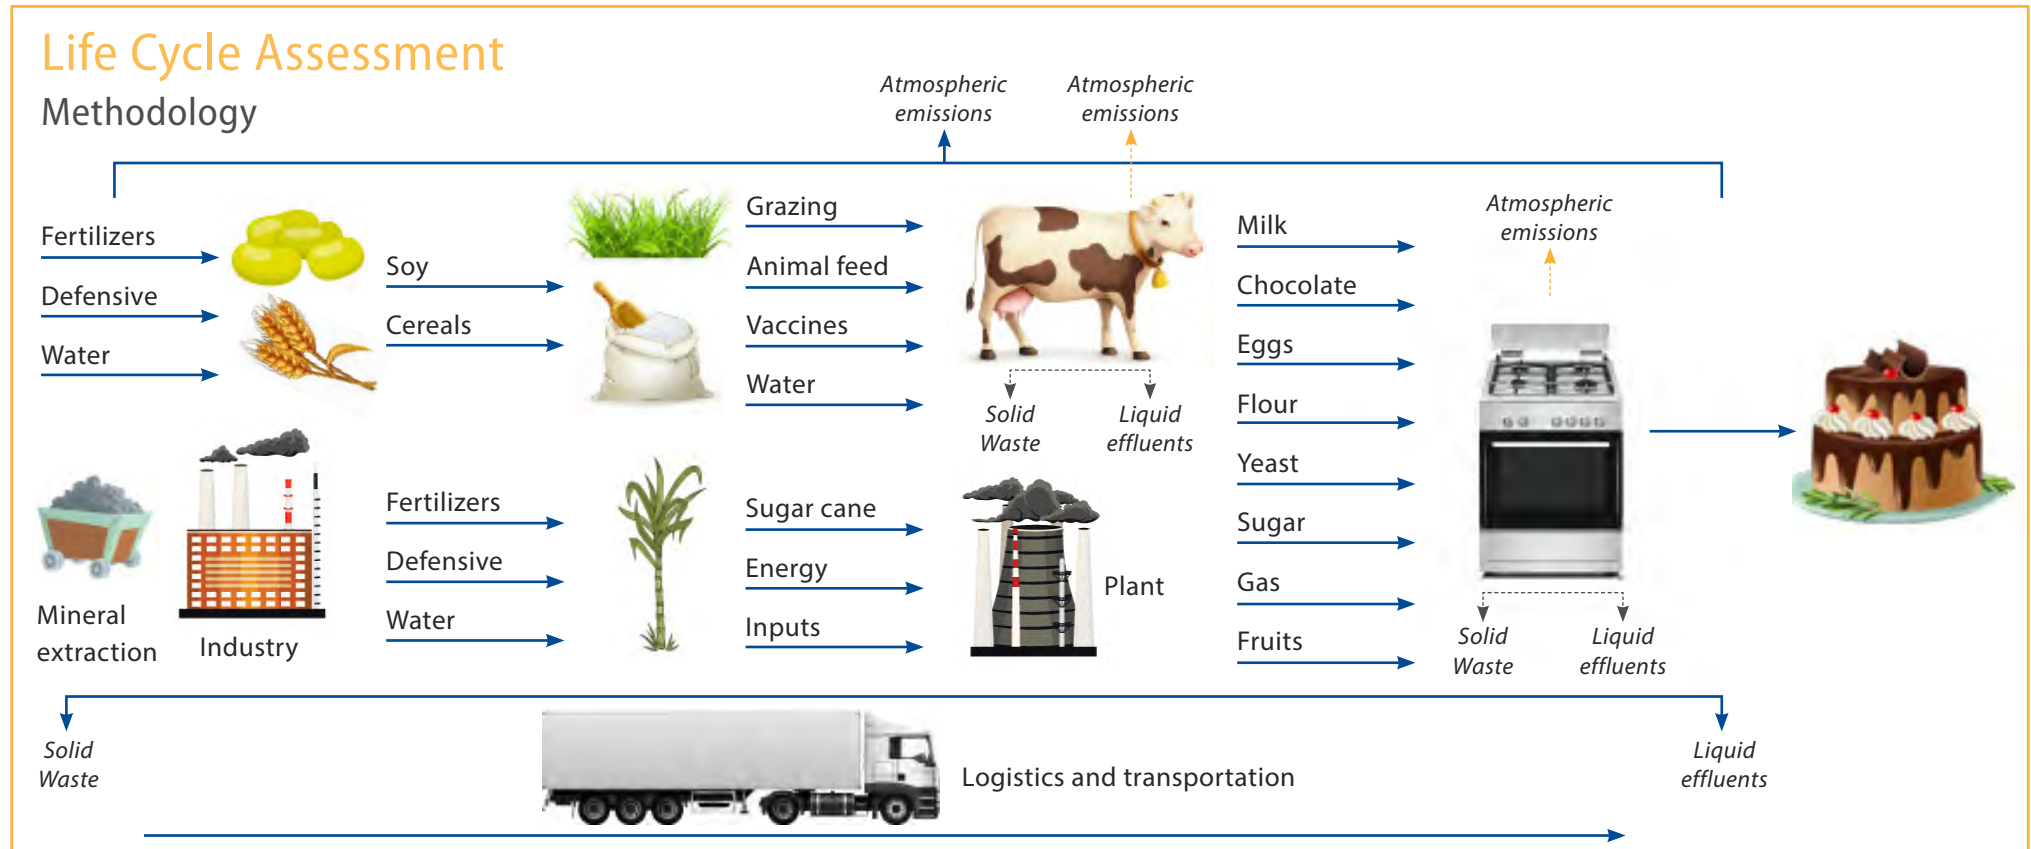 Life Cycle Assessment
Methodology
Atmospheric
emissions
Atmospheric
emissions
Fertilizers
Defensive
Water
Soy
Cereals
Grazing
Animal feed
Vaccines
Water
Solid
Waste
Liquid
effluents
Milk
Chocolate
Eggs
Flour
Yeast
Sugar
Gas
Fruits
Atmospheric
emissions
Solid
Waste
Liquid
effluents
Mineral
extraction
Industry
Fertilizers
Defensive
Water
Sugar cane
Energy
Inputs
Plant
Solid
Waste
Logistics and transportation
Liquid
effluents